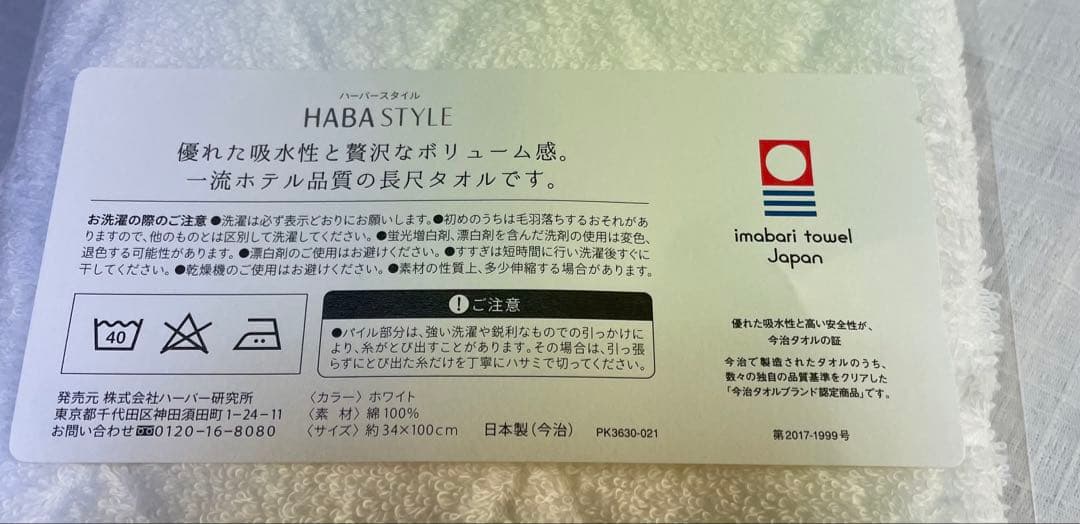 ハーバースタイル
HABA STYLE
優れた吸水性と贅沢なボリューム感。
一流ホテル品質の長尺タオルです。
お洗濯の際のご注意 ●洗濯は必ず表示どおりにお願いします。●初めのうちは毛羽落ちするおそれがあ
りますので、他のものとは区別して洗濯してください。●蛍光増白剤、漂白剤を含んだ洗剤の使用は変色、
退色する可能性があります。●漂白剤のご使用はお避けください。●すすぎは短時間に行い洗濯後すぐに
干してください。●乾燥機のご使用はお避けください。●素材の性質上、多少伸縮する場合があります。
40
ご注意
●パイル部分は、強い洗濯や鋭利なものでの引っかけに
より、糸がとび出すことがあります。その場合は、引っ張
らずにとび出た糸だけを丁寧にハサミで切ってください。
発売元 株式会社ハーバー研究所
東京都千代田区神田須田町1-24-11
お問い合わせ 0120-16-8080
〈カラー〉ホワイト
〈素 材〉綿100%
〈サイズ〉約34×100cm 日本製(今治) PK3630-021
imabari towel
Japan
優れた吸水性と高い安全性が、
今治タオルの証
今治で製造されたタオルのうち、
数々の独自の品質基準をクリアした
「今治タオルブランド認定商品」です。
第2017-1999号